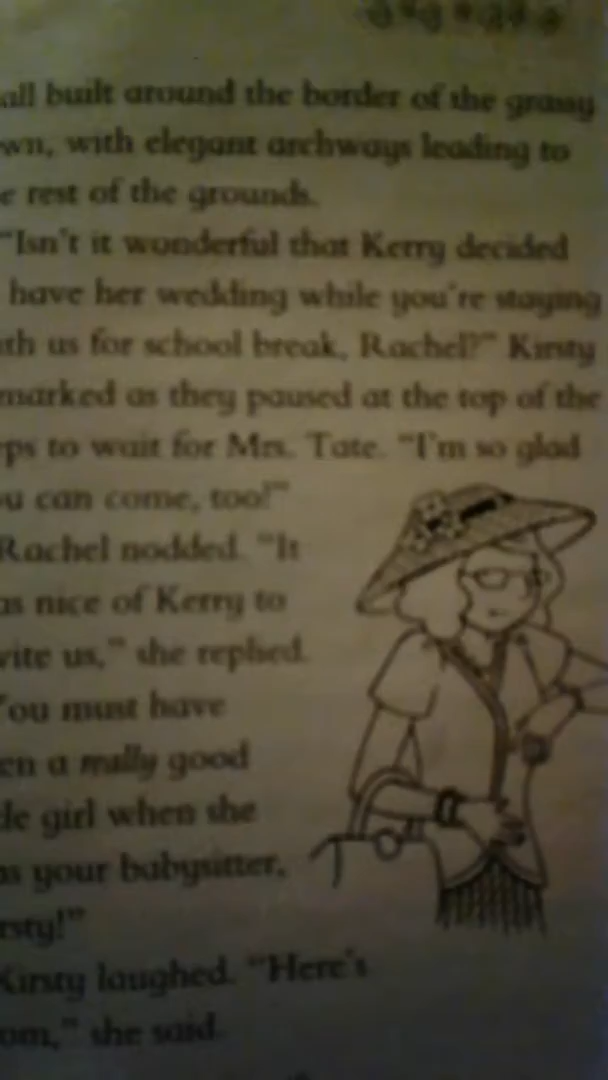 all built around the border of the grassy
wn, with elegant archways leading to
e rest of the grounds.
"Isn't it wonderful that Kerry decided
have her wedding while you're staying
ith us for school break, Rachel?" Kirsty
marked as they paused at the top of the
ps to wait for Mrs. Tate. "I'm so glad
u can come, too!"
Rachel nodded. "It
as nice of Kerry to
vite us," she replied.
You must have
en a really good
tle girl when she
as your babysitter,
rsty!"
Kirsty laughed. "Here's
om," she said.